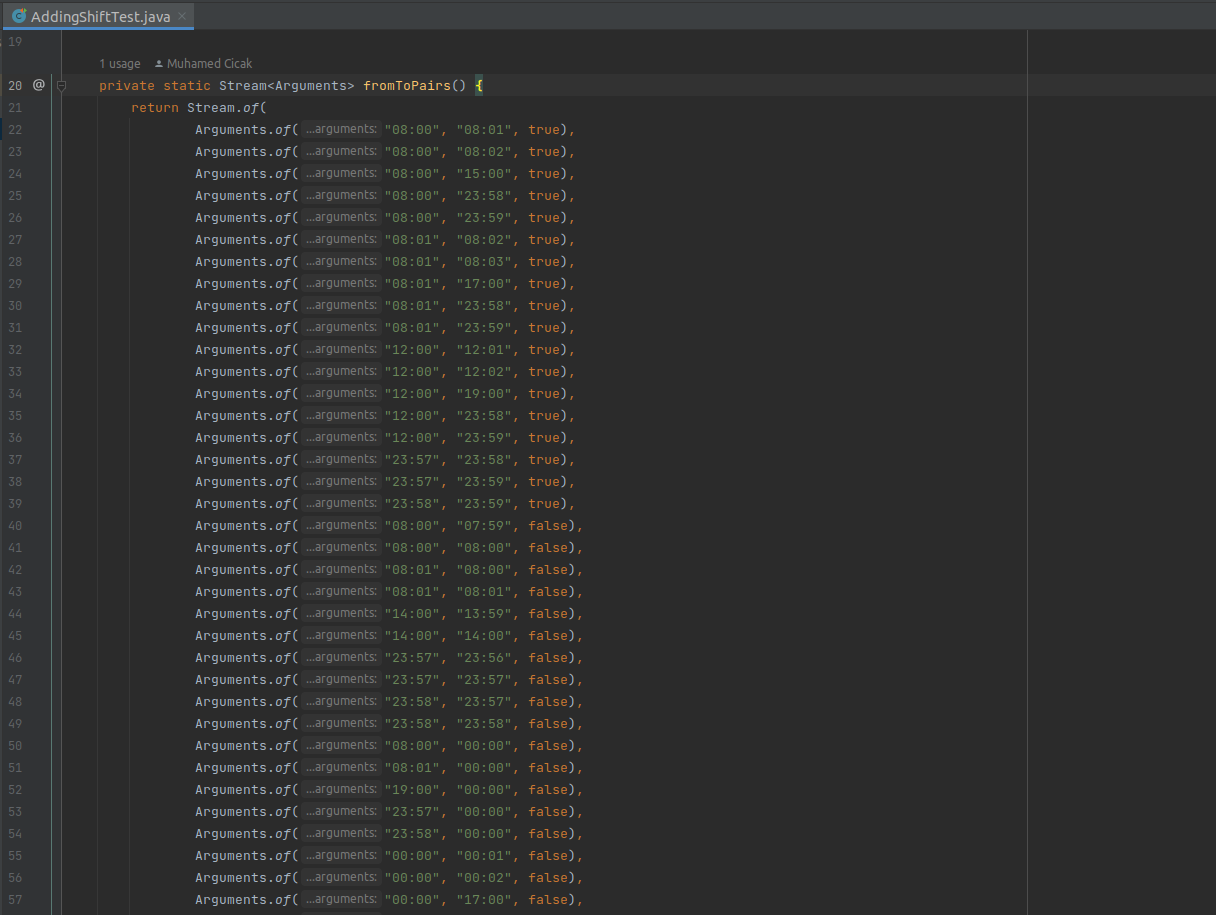 AddingShiftTest.java
19
1 usage Muhamed Cicak
20 @ private static Stream<Arguments> fromToPairs() {
21 return Stream.of(
22 Arguments.of( ...arguments: "08:00", "08:01", true),
23 Arguments.of( ...arguments: "08:00", "08:02", true),
24 Arguments.of( ...arguments: "08:00", "15:00", true),
25 Arguments.of( ...arguments: "08:00", "23:58", true),
26 Arguments.of( ...arguments: "08:00", "23:59", true),
27 Arguments.of( ...arguments: "08:01", "08:02", true),
28 Arguments.of( ...arguments: "08:01", "08:03", true),
29 Arguments.of( ...arguments: "08:01", "17:00", true),
30 Arguments.of( ...arguments: "08:01", "23:58", true),
31 Arguments.of( ...arguments: "08:01", "23:59", true),
32 Arguments.of( ...arguments: "12:00", "12:01", true),
33 Arguments.of( ...arguments: "12:00", "12:02", true),
34 Arguments.of( ...arguments: "12:00", "19:00", true),
35 Arguments.of( ...arguments: "12:00", "23:58", true),
36 Arguments.of( ...arguments: "12:00", "23:59", true),
37 Arguments.of( ...arguments: "23:57", "23:58", true),
38 Arguments.of( ...arguments: "23:57", "23:59", true),
39 Arguments.of( ...arguments: "23:58", "23:59", true),
40 Arguments.of( ...arguments: "08:00", "07:59", false),
41 Arguments.of( ...arguments: "08:00", "08:00", false),
42 Arguments.of( ...arguments: "08:01", "08:00", false),
43 Arguments.of( ...arguments: "08:01", "08:01", false),
44 Arguments.of( ...arguments: "14:00", "13:59", false),
45 Arguments.of( ...arguments: "14:00", "14:00", false),
46 Arguments.of( ...arguments: "23:57", "23:56", false),
47 Arguments.of( ...arguments: "23:57", "23:57", false),
48 Arguments.of( ...arguments: "23:58", "23:57", false),
49 Arguments.of( ...arguments: "23:58", "23:58", false),
50 Arguments.of( ...arguments: "08:00", "00:00", false),
51 Arguments.of( ...arguments: "08:01", "00:00", false),
52 Arguments.of( ...arguments: "19:00", "00:00", false),
53 Arguments.of( ...arguments: "23:57", "00:00", false),
54 Arguments.of( ...arguments: "23:58", "00:00", false),
55 Arguments.of( ...arguments: "00:00", "00:01", false),
56 Arguments.of( ...arguments: "00:00", "00:02", false),
57 Arguments.of( ...arguments: "00:00", "17:00", false),